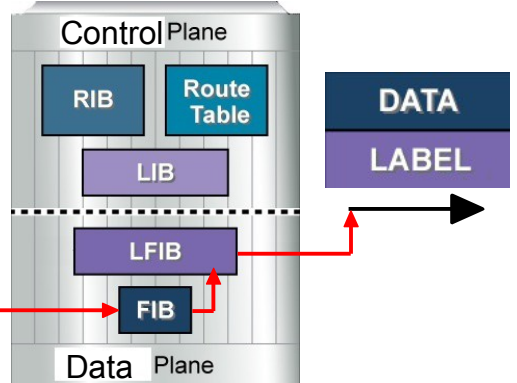 Control Plane
RIB
Route
Table
DATA
LABEL
LIB
LFIB
FIB
Data Plane